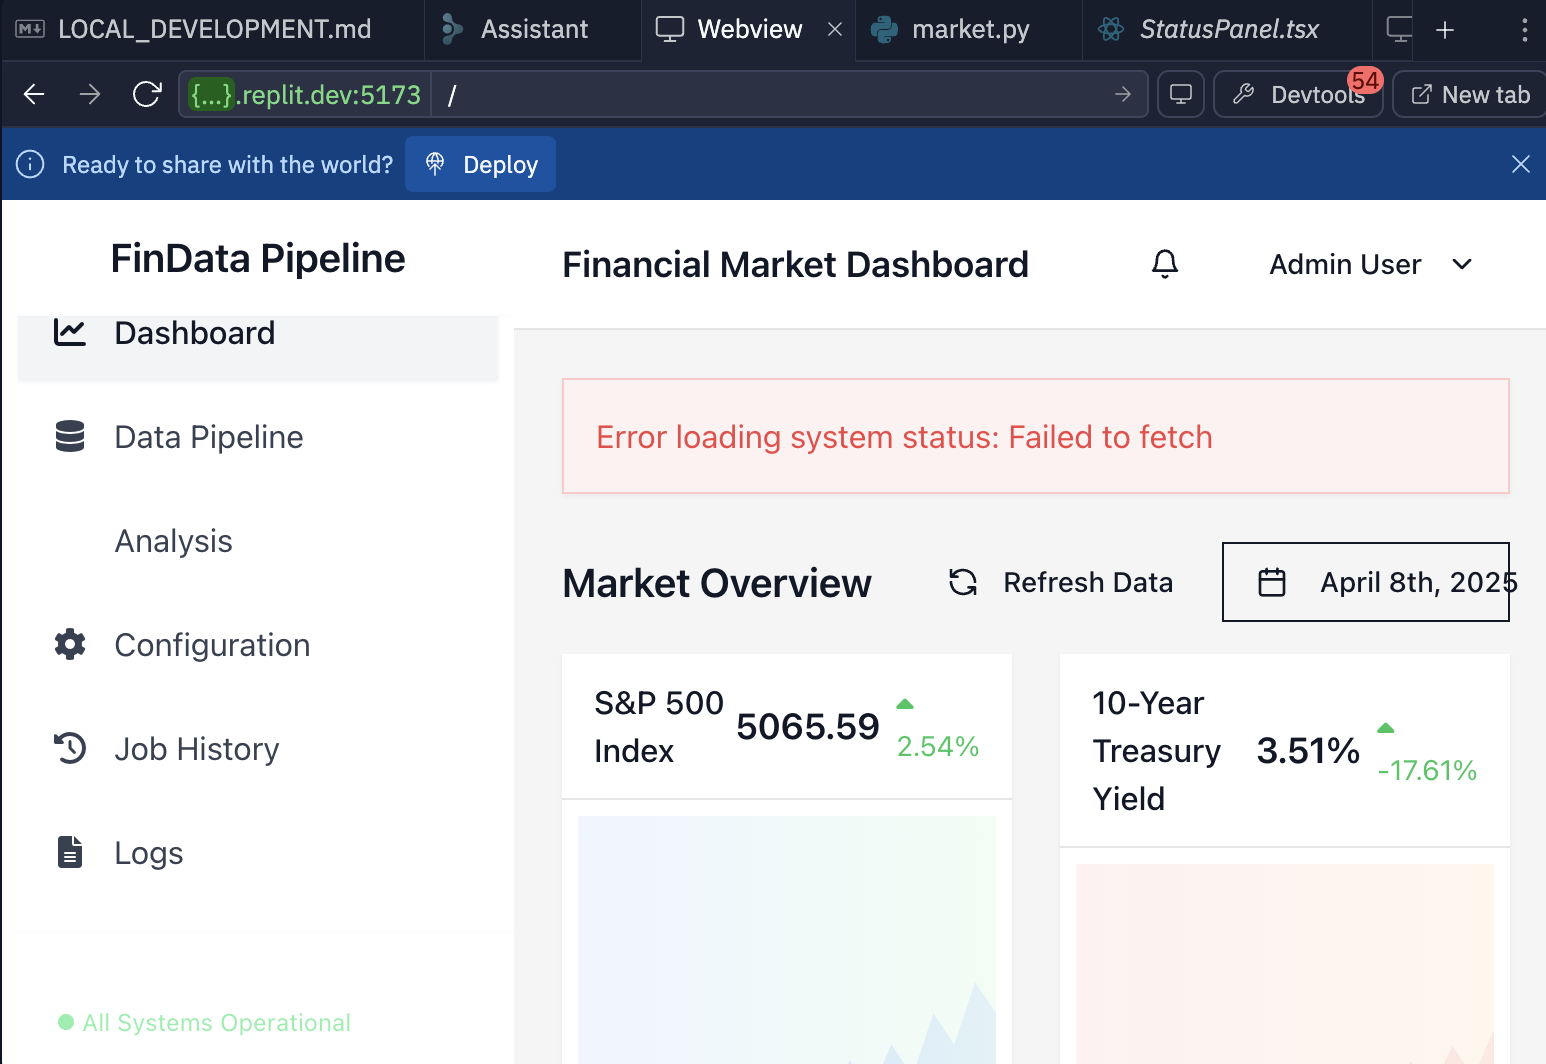 LOCAL_DEVELOPMENT.md
Assistant
Webview
market.py
StatusPanel.tsx
{...}.replit.dev:5173
/
Devtools
54
New tab
Ready to share with the world?
Deploy
FinData Pipeline
Financial Market Dashboard
Admin User
Dashboard
Data Pipeline
Analysis
Configuration
Job History
Logs
All Systems Operational
Error loading system status: Failed to fetch
Market Overview
Refresh Data
April 8th, 2025
S&P 500
Index
5065.59
2.54%
10-Year
Treasury
Yield
3.51%
-17.61%